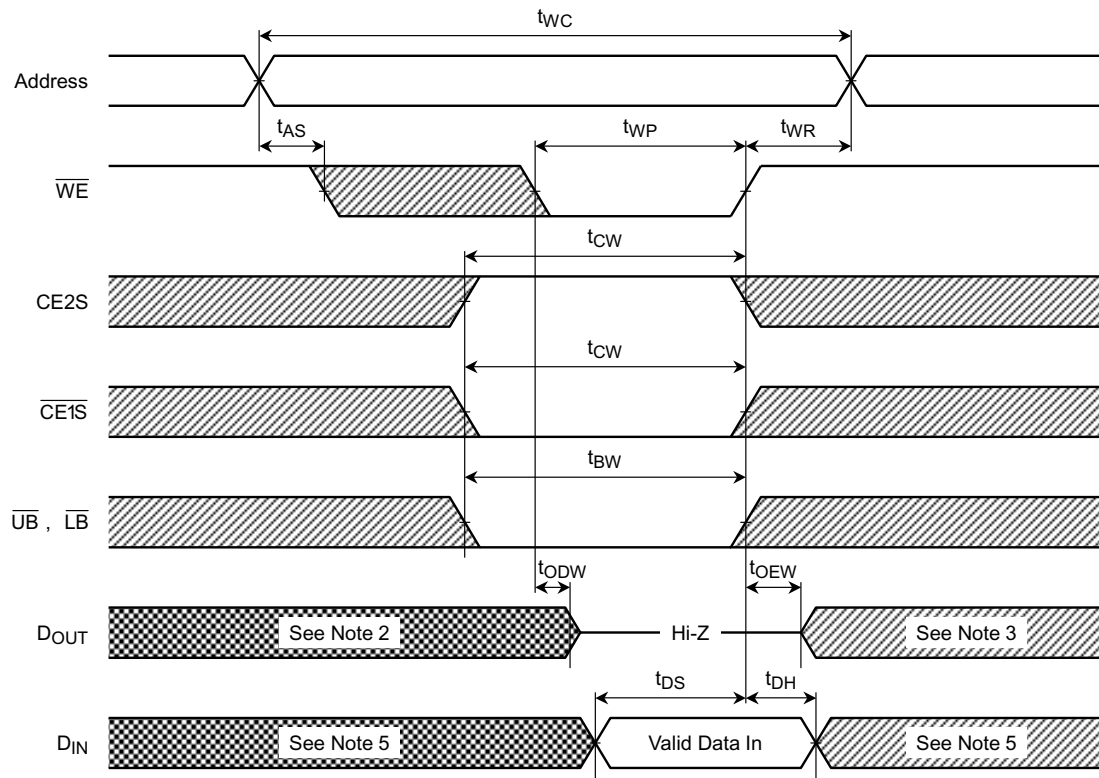 tWC
Address
tAS
tWP
tWR
WE
tCW
CE2S
tCW
CE1S
tBW
UB , LB
tODW
tOEW
DOUT
See Note 2
Hi-Z
See Note 3
tDS
tDH
DIN
See Note 5
Valid Data In
See Note 5